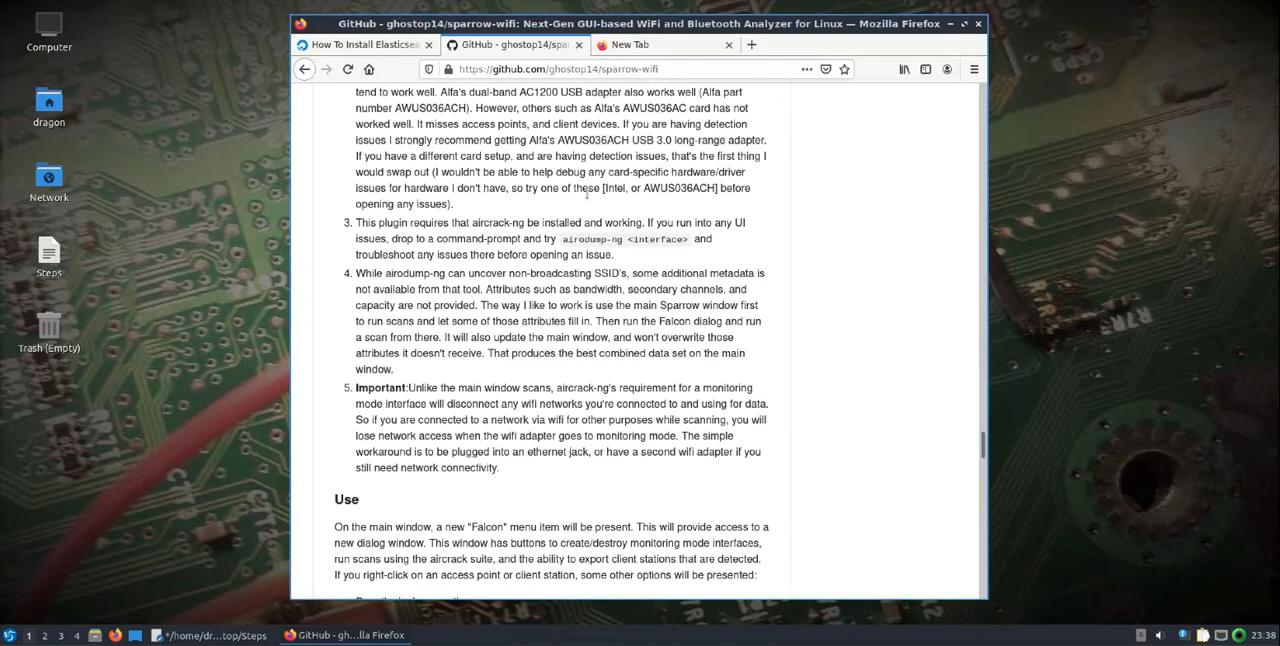 Computer
dragon
Network
Steps
Trash (Empty)
GitHub - ghostop14/sparrow-wifi: Next-Gen GUI-based WiFi and Bluetooth Analyzer for Linux — Mozilla Firefox
How To Install Elasticsea
GitHub - ghostop14/spar
New Tab
https://github.com/ghostop14/sparrow-wifi
tend to work well. Alfa's dual-band AC1200 USB adapter also works well (Alfa part
number AWUS036ACH). However, others such as Alfa's AWUS036AC card has not
worked well. It misses access points, and client devices. If you are having detection
issues I strongly recommend getting Alfa's AWUS036ACH USB 3.0 long-range adapter.
If you have a different card setup, and are having detection issues, that's the first thing I
would swap out (I wouldn't be able to help debug any card-specific hardware/driver
issues for hardware I don't have, so try one of these [Intel, or AWUS036ACH] before
opening any issues).
3. This plugin requires that aircrack-ng be installed and working. If you run into any UI
issues, drop to a command-prompt and try airodump-ng <interface> and
troubleshoot any issues there before opening an issue.
4. While airodump-ng can uncover non-broadcasting SSID's, some additional metadata is
not available from that tool. Attributes such as bandwidth, secondary channels, and
capacity are not provided. The way I like to work is use the main Sparrow window first
to run scans and let some of those attributes fill in. Then run the Falcon dialog and run
a scan from there. It will also update the main window, and won't overwrite those
attributes it doesn't receive. That produces the best combined data set on the main
window.
5. Important:Unlike the main window scans, aircrack-ng's requirement for a monitoring
mode interface will disconnect any wifi networks you're connected to and using for data.
So if you are connected to a network via wifi for other purposes while scanning, you will
lose network access when the wifi adapter goes to monitoring mode. The simple
workaround is to be plugged into an ethernet jack, or have a second wifi adapter if you
still need network connectivity.
Use
On the main window, a new "Falcon" menu item will be present. This will provide access to a
new dialog window. This window has buttons to create/destroy monitoring mode interfaces,
run scans using the aircrack suite, and the ability to export client stations that are detected.
If you right-click on an access point or client station, some other options will be presented:
1 2 3 4 */home/dr...top/Steps GitHub - gh...lla Firefox 23:38